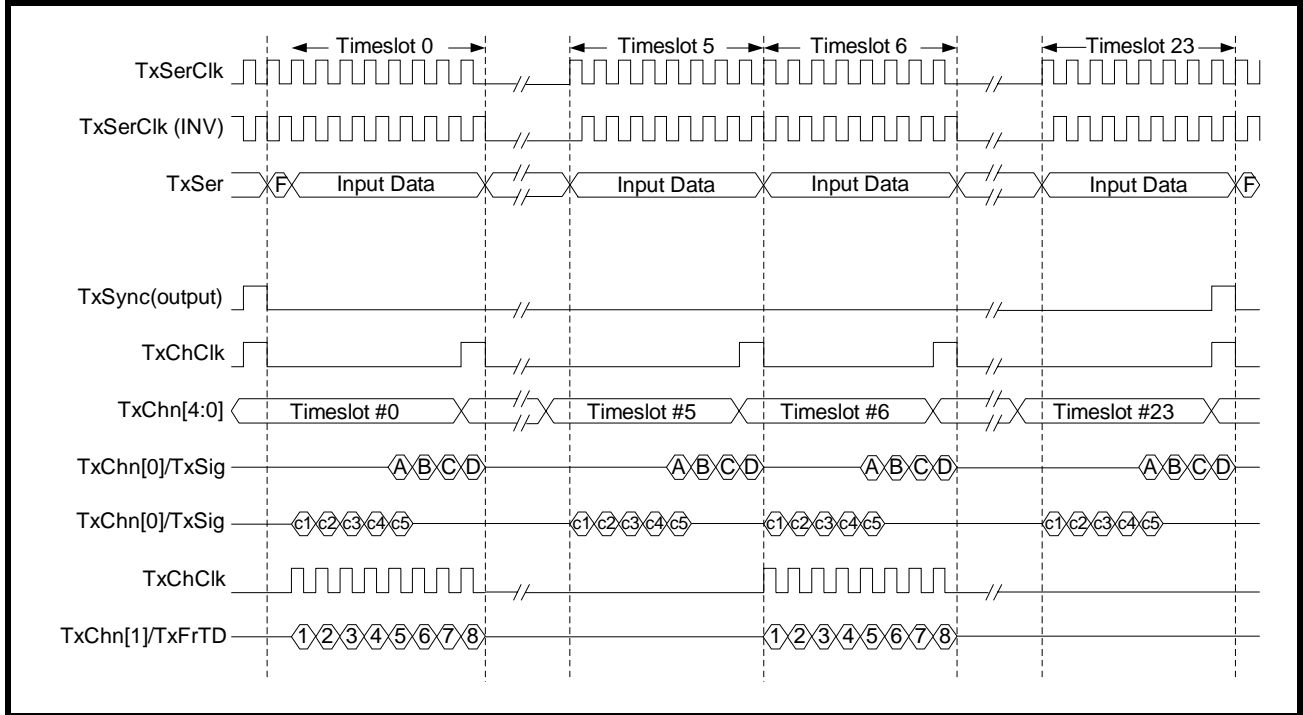 Timeslot 0 Timeslot 5 Timeslot 6 Timeslot 23
TxSerClk
TxSerClk (INV)
TxSer F Input Data Input Data Input Data Input Data F
TxSync(output)
TxChClk
TxChn[4:0] Timeslot #0 Timeslot #5 Timeslot #6 Timeslot #23
TxChn[0]/TxSig A B C D A B C D A B C D A B C D
TxChn[0]/TxSig c1 c2 c3 c4 c5 c1 c2 c3 c4 c5 c1 c2 c3 c4 c5 c1 c2 c3 c4 c5
TxChClk
TxChn[1]/TxFrTD 1 2 3 4 5 6 7 8 1 2 3 4 5 6 7 8